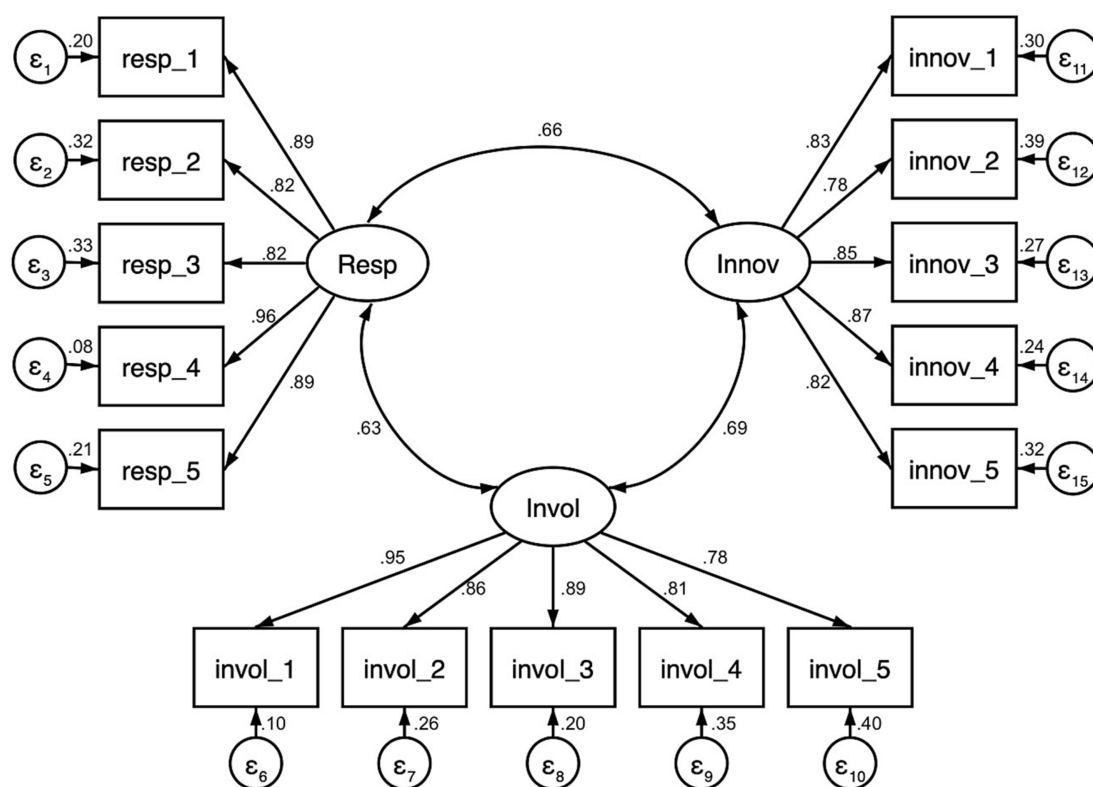 .20
ε1
resp_1
.32
ε2
resp_2
.33
ε3
resp_3
.08
ε4
resp_4
.21
ε5
resp_5
.89
.82
.82
.96
.89
Resp
.66
.63
.69
Innov
.83
.78
.85
.87
.82
innov_1
.30
ε11
innov_2
.39
ε12
innov_3
.27
ε13
innov_4
.24
ε14
innov_5
.32
ε15
Invol
.95
.86
.89
.81
.78
invol_1
invol_2
invol_3
invol_4
invol_5
.10
.26
.20
.35
.40
ε6
ε7
ε8
ε9
ε10